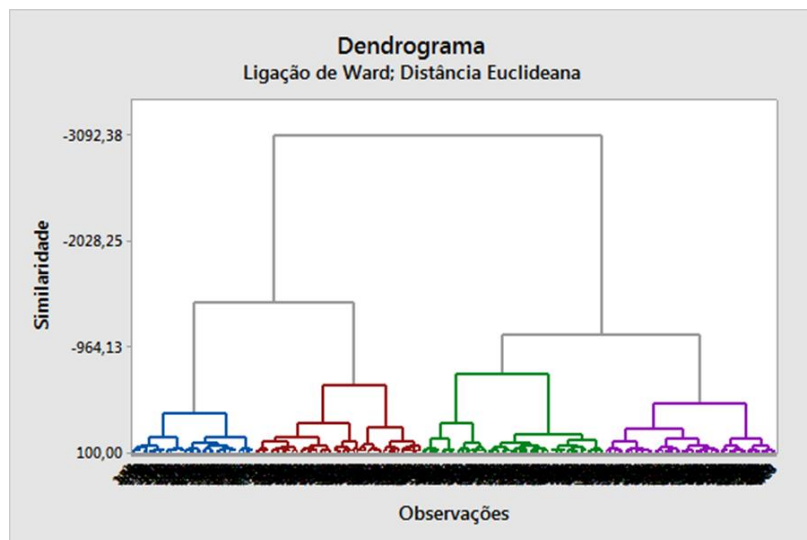 Dendrograma
Ligação de Ward; Distância Euclideana
-3092,38
-2028,25
-964,13
100,00
Similaridade
Observações